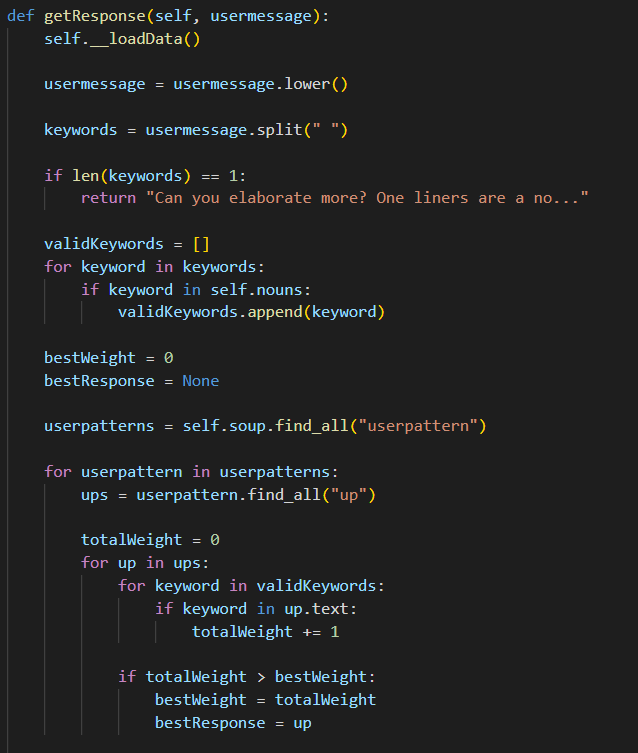 def getResponse(self, usermessage):
    self.__loadData()

    usermessage = usermessage.lower()

    keywords = usermessage.split(" ")

    if len(keywords) == 1:
        return "Can you elaborate more? One liners are a no..."

    validKeywords = []
    for keyword in keywords:
        if keyword in self.nouns:
            validKeywords.append(keyword)

    bestWeight = 0
    bestResponse = None

    userpatterns = self.soup.find_all("userpattern")

    for userpattern in userpatterns:
        ups = userpattern.find_all("up")

        totalWeight = 0
        for up in ups:
            for keyword in validKeywords:
                if keyword in up.text:
                    totalWeight += 1

            if totalWeight > bestWeight:
                bestWeight = totalWeight
                bestResponse = up